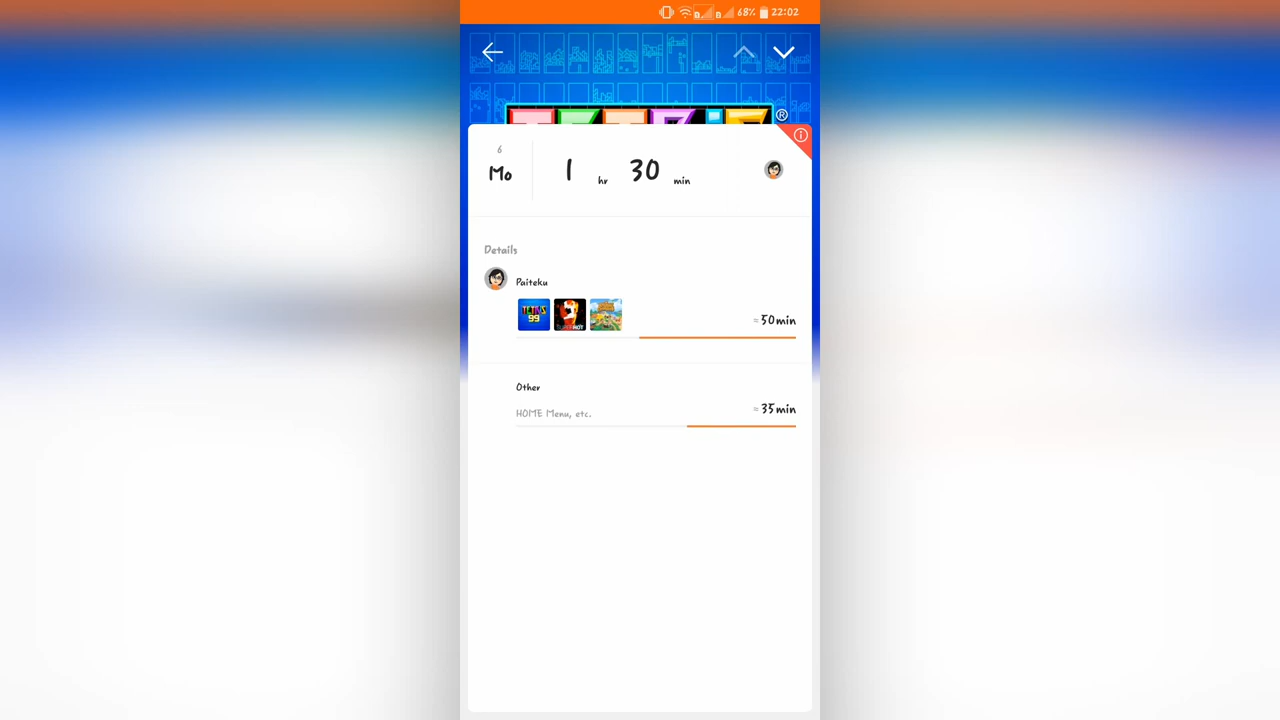 68% 22:02
®
6
Mo
1 hr 30 min
Details
Paiteku
TETRIS
99
≈50min
Other
HOME Menu, etc.
≈35min